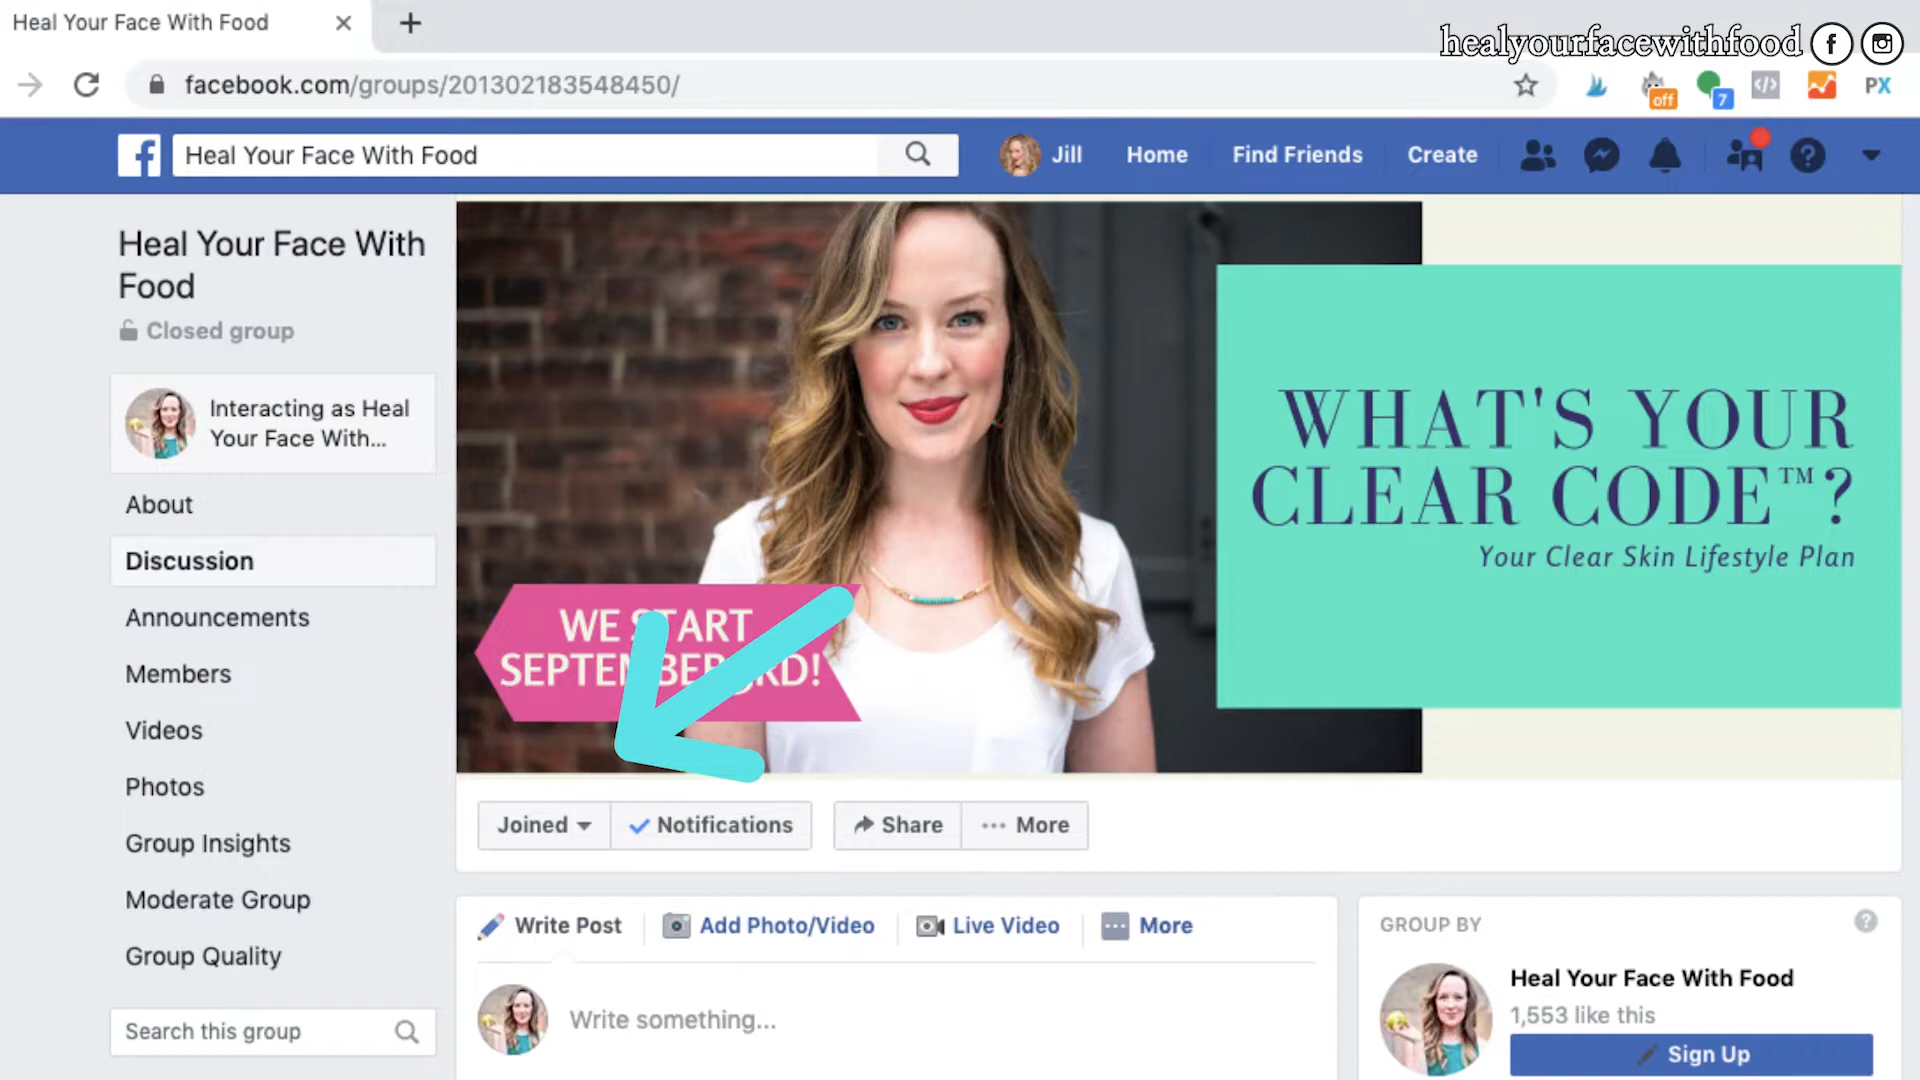 Heal Your Face With Food
healyourfacewithfood
facebook.com/groups/201302183548450/
off
7
PX
Heal Your Face With Food
Jill
Home
Find Friends
Create
Heal Your Face With
Food
Closed group
Interacting as Heal
Your Face With...
About
Discussion
Announcements
Members
Videos
Photos
Group Insights
Moderate Group
Group Quality
Search this group
WHAT'S YOUR
CLEAR CODE™?
Your Clear Skin Lifestyle Plan
WE START
SEPTEMBER 3RD!
Joined
Notifications
Share
More
Write Post
Add Photo/Video
Live Video
More
Write something...
GROUP BY
Heal Your Face With Food
1,553 like this
Sign Up